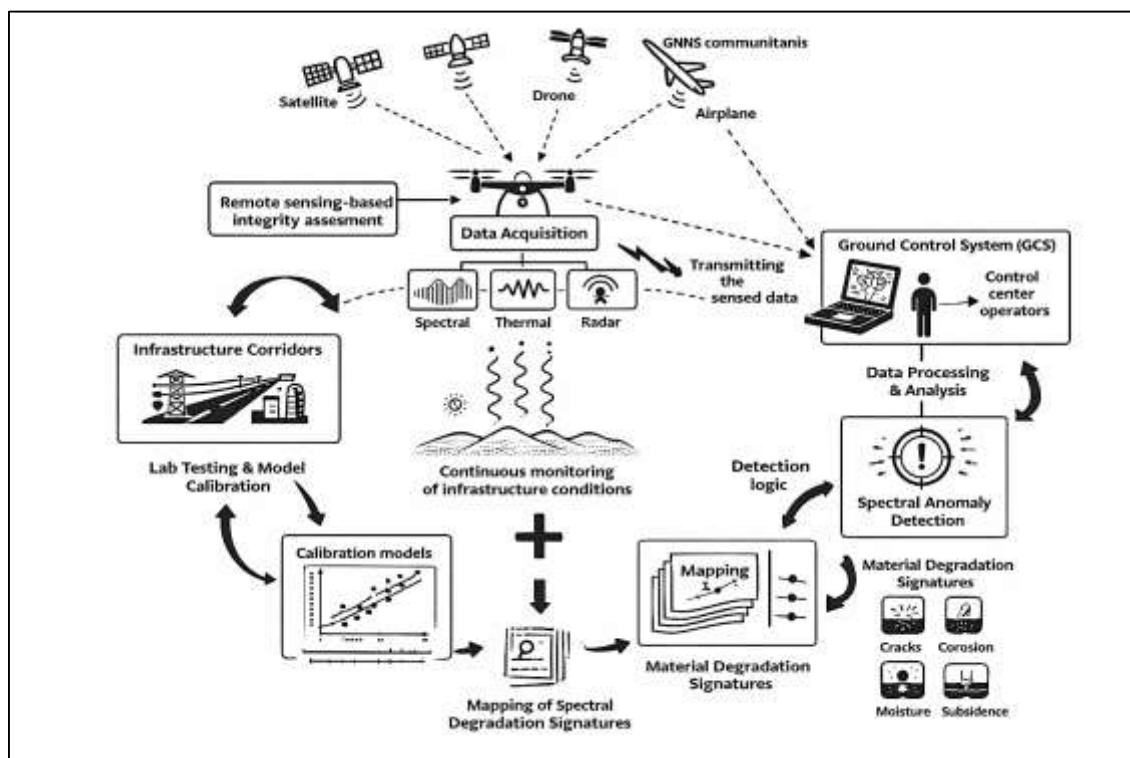 GNNS communitanis
Satellite
Drone
Airplane
Remote sensing-based
integrity assesment
Data Acquisition
Ground Control System (GCS)
Transmitting
the
sensed data
Control
center
operators
Spectral
Thermal
Radar
Infrastructure Corridors
Data Processing
& Analysis
Lab Testing & Model
Calibration
Continuous monitoring
of infrastructure conditions
Detection
logic
Spectral Anomaly
Detection
Calibration models
Mapping
Material Degradation
Signatures
Cracks
Corosion
Moisture
Subsidence
Material Degradation
Signatures
Mapping of Spectral
Degradation Signatures